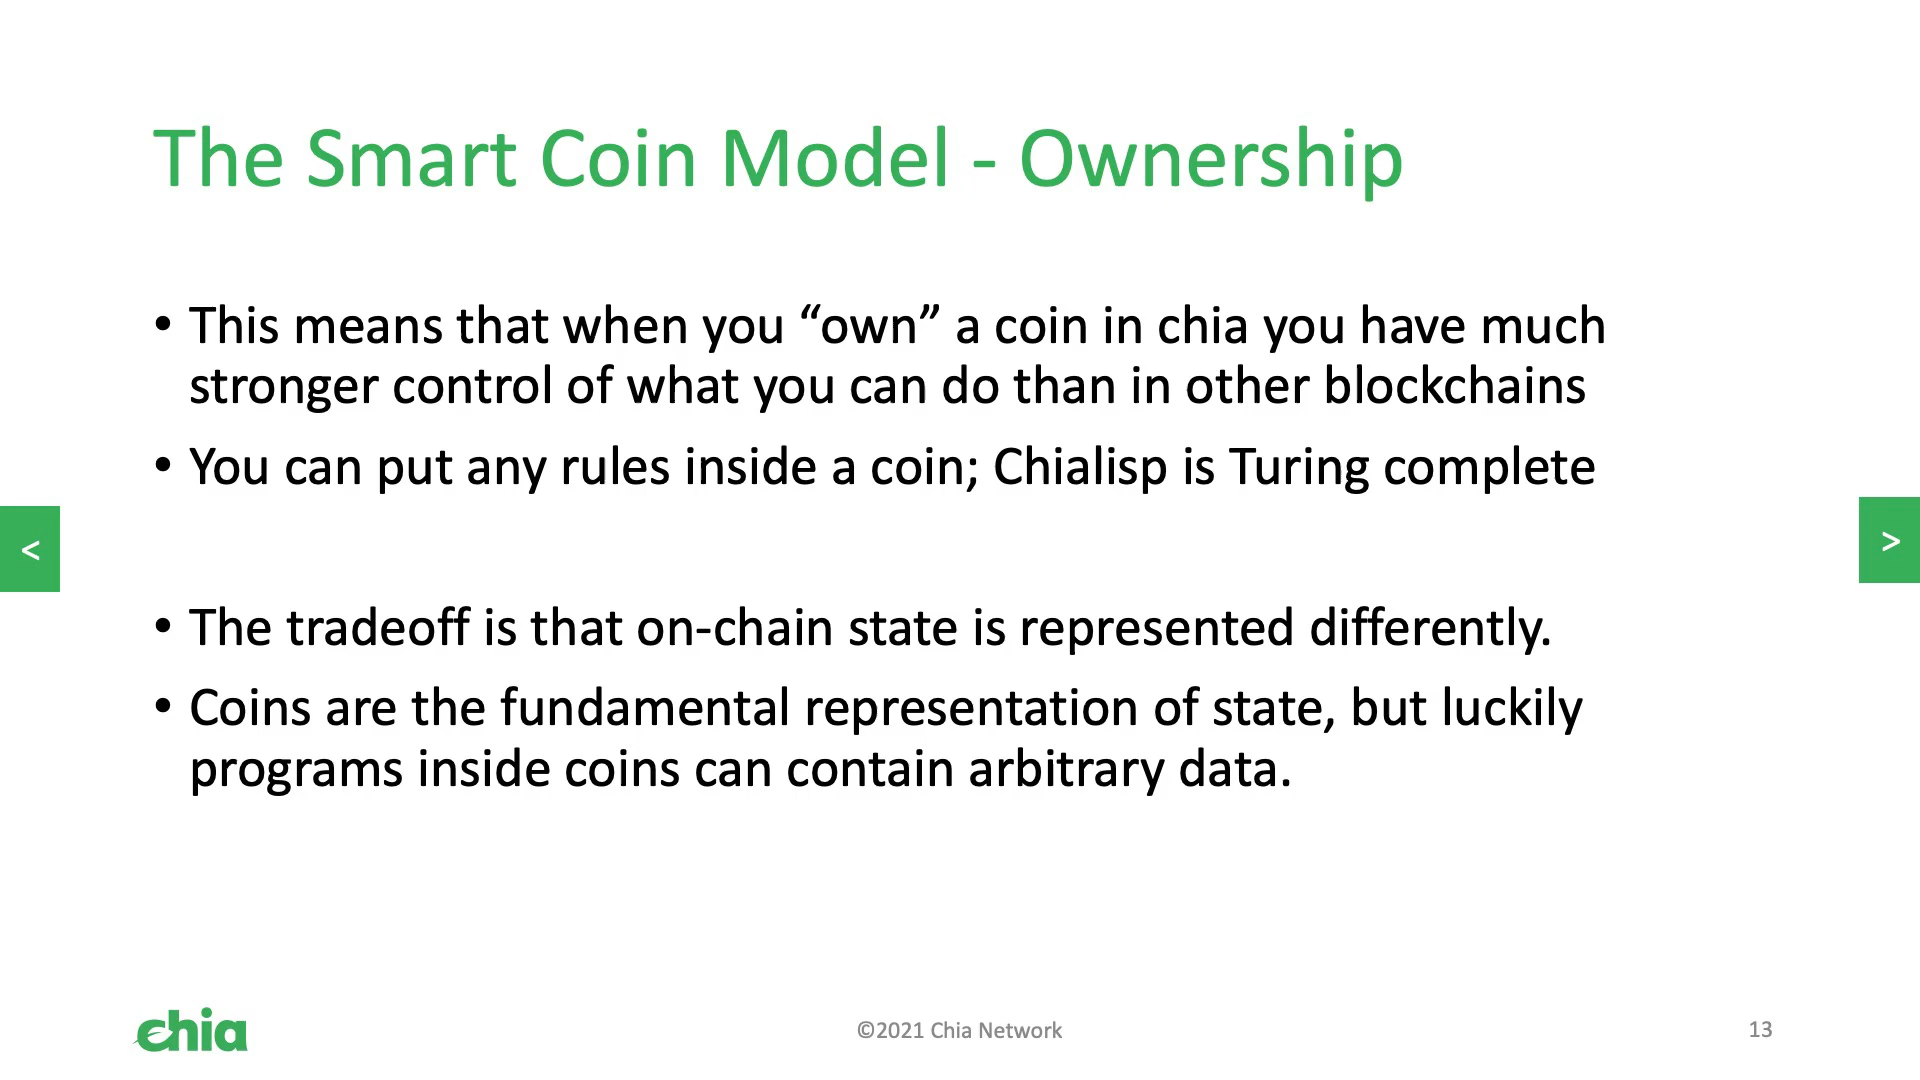 The Smart Coin Model - Ownership
• This means that when you “own” a coin in chia you have much
stronger control of what you can do than in other blockchains
• You can put any rules inside a coin; Chialisp is Turing complete
<
>
• The tradeoff is that on-chain state is represented differently.
• Coins are the fundamental representation of state, but luckily
programs inside coins can contain arbitrary data.
chia
©2021 Chia Network
13